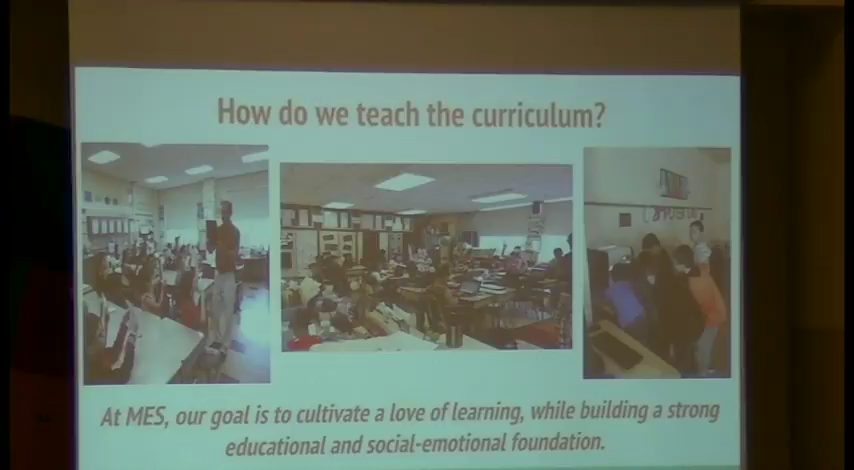 How do we teach the curriculum?
At MES, our goal is to cultivate a love of learning, while building a strong
educational and social-emotional foundation.